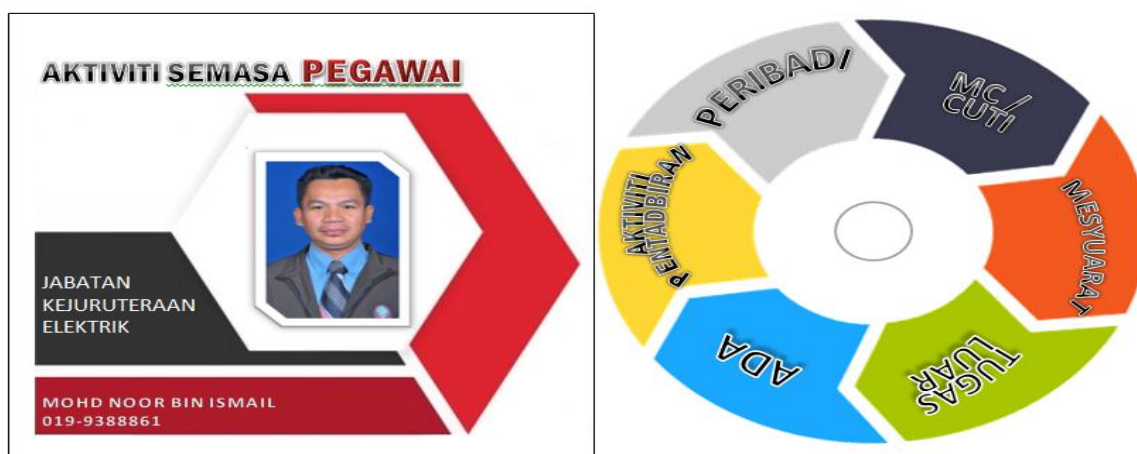 AKTIVITI SEMASA PEGAWAI
JABATAN
KEJURUTERAAN
ELEKTRIK
MOHD NOOR BIN ISMAIL
019-9388861
PERIBADI
MC /
CUTI
MESYUARAT
TUGAS
LUAR
ADA
AKTIVITI
PENTADBIRAN